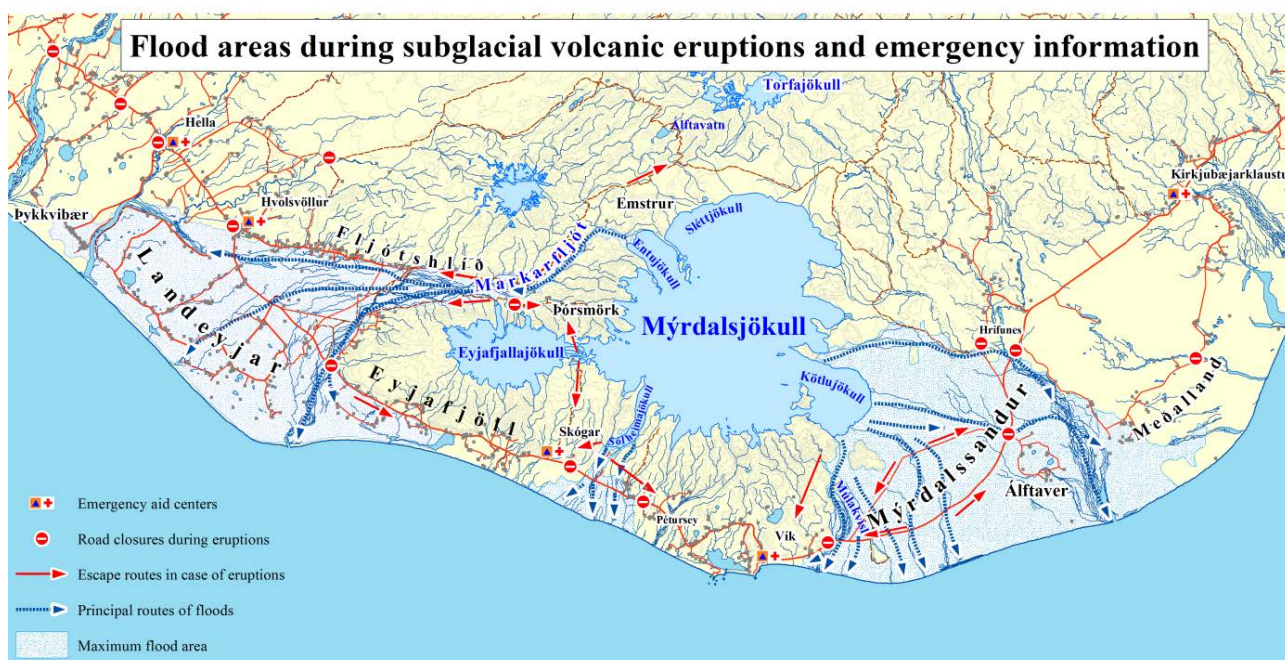 Flood areas during subglacial volcanic eruptions and emergency information
Torfajökull
Álftavatn
Hella
Kirkjubæjarklaustu
Hvolsvöllur
Emstrur
Sléttjökull
Þykkvibær
Fljótshlíð
Markarfljót
Entujökull
Landeyjar
Þórsmörk
Mýrdalsjökull
Hrífunes
Eyjafjallajökull
Kötlujökull
Meðalland
Eyjafjöll
Sólheimajökull
Skógar
Mýrdalssandur
Álftaver
Múlakvísl
Pétursey
Vík
Emergency aid centers
Road closures during eruptions
Escape routes in case of eruptions
Principal routes of floods
Maximum flood area